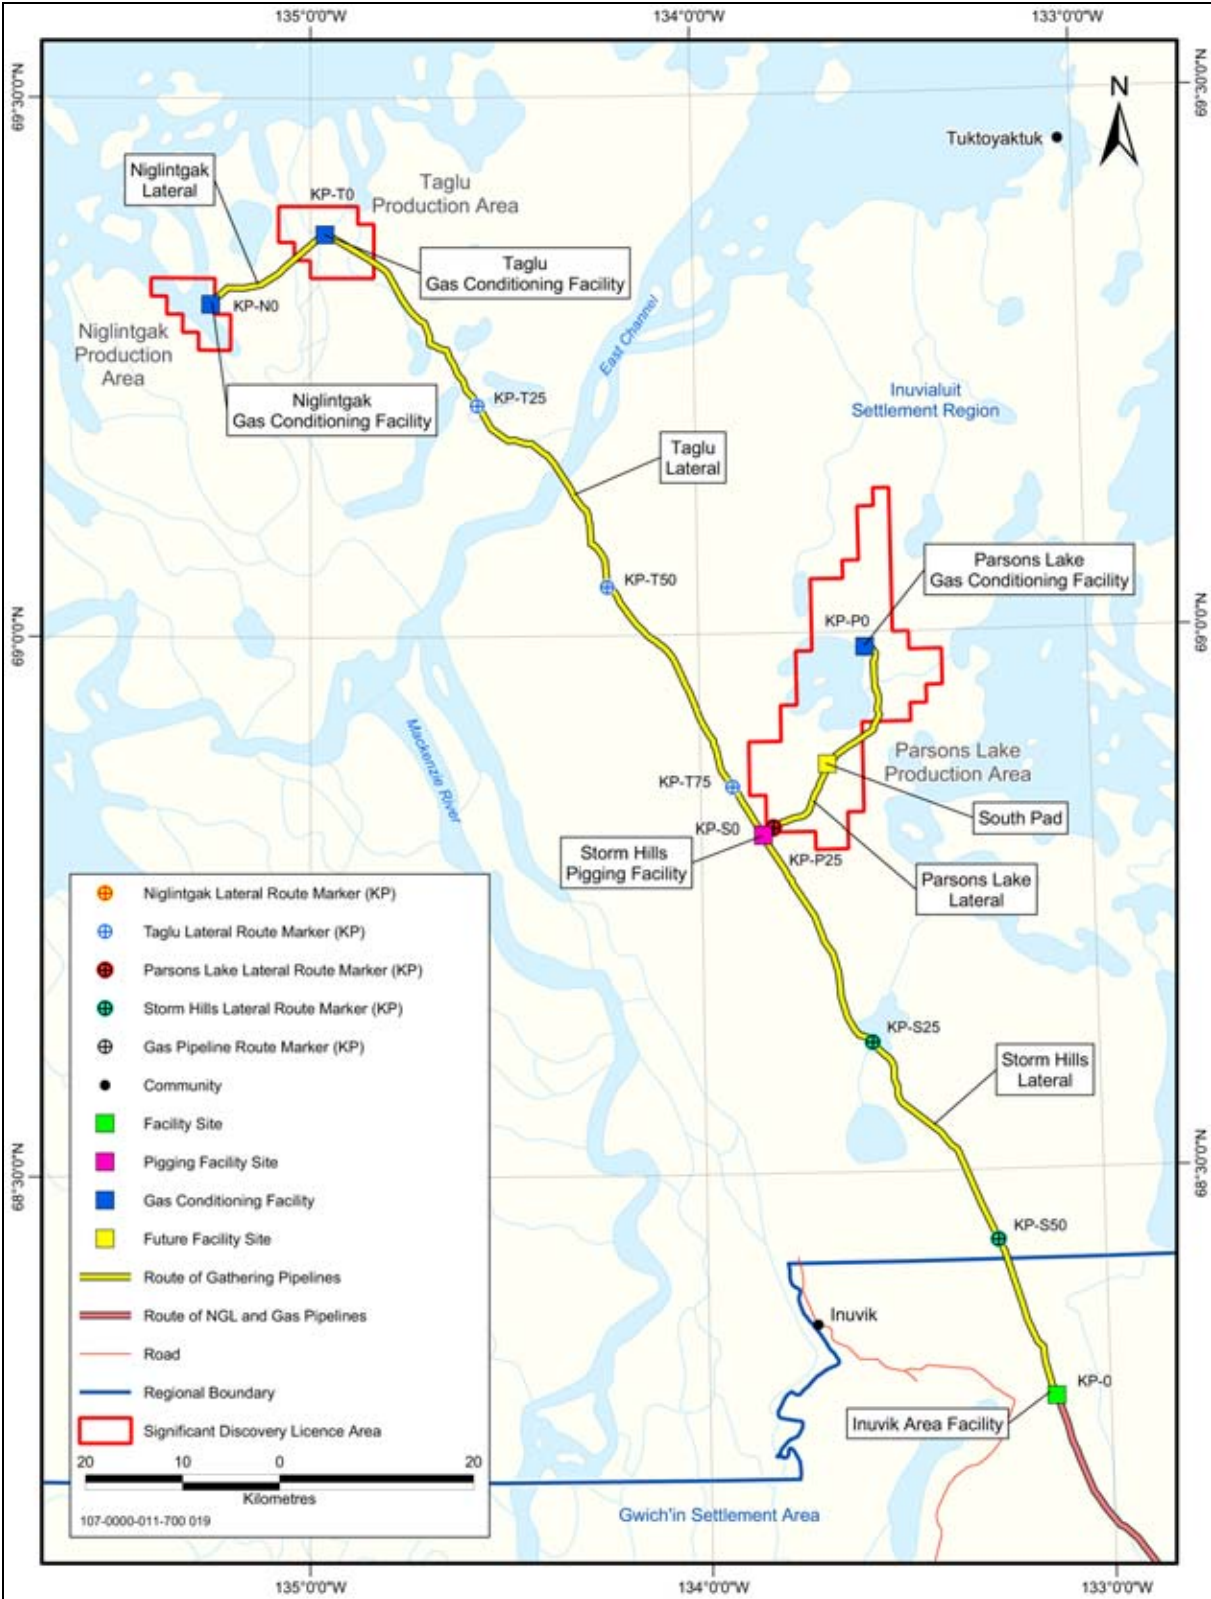 135°0'0"W
134°0'0"W
133°0'0"W
69°30'0"N
69°30'0"N
N
Tuktoyaktuk
Niglintgak
Lateral
KP-T0
Taglu
Production Area
Taglu
Gas Conditioning Facility
KP-N0
Niglintgak
Production
Area
East Channel
Niglintgak
Gas Conditioning Facility
KP-T25
Inuvialuit
Settlement Region
Taglu
Lateral
Parsons Lake
Gas Conditioning Facility
KP-T50
KP-P0
69°0'0"N
69°0'0"N
Mackenzie River
Parsons Lake
Production Area
KP-T75
South Pad
KP-S0
Storm Hills
Pigging Facility
KP-P25
Parsons Lake
Lateral
Niglintgak Lateral Route Marker (KP)
Taglu Lateral Route Marker (KP)
Parsons Lake Lateral Route Marker (KP)
Storm Hills Lateral Route Marker (KP)
Gas Pipeline Route Marker (KP)
Community
Facility Site
Pigging Facility Site
Gas Conditioning Facility
Future Facility Site
Route of Gathering Pipelines
Route of NGL and Gas Pipelines
Road
Regional Boundary
Significant Discovery Licence Area
20 10 0 20
Kilometres
107-0000-011-700 019
KP-S25
Storm Hills
Lateral
68°30'0"N
68°30'0"N
KP-S50
Inuvik
KP-0
Inuvik Area Facility
Gwich'in Settlement Area
135°0'0"W
134°0'0"W
133°0'0"W